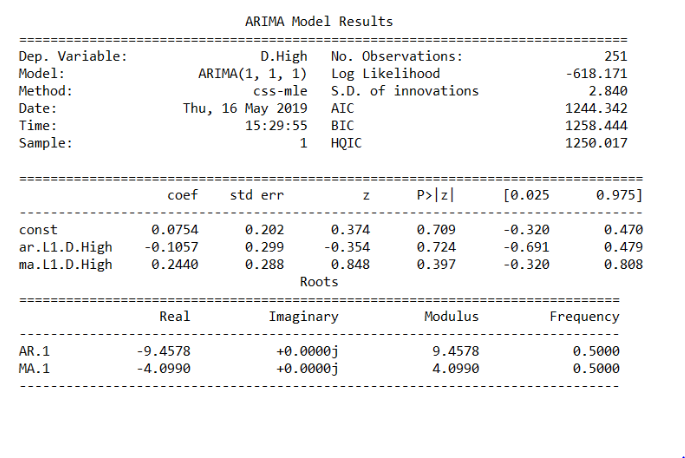 ARIMA Model Results
==============================================================================
Dep. Variable: D.High No. Observations: 251
Model: ARIMA(1, 1, 1) Log Likelihood -618.171
Method: css-mle S.D. of innovations 2.840
Date: Thu, 16 May 2019 AIC 1244.342
Time: 15:29:55 BIC 1258.444
Sample: 1 HQIC 1250.017
================================================================================
coef std err z P>|z| [0.025 0.975]
--------------------------------------------------------------------------------
const 0.0754 0.202 0.374 0.709 -0.320 0.470
ar.L1.D.High -0.1057 0.299 -0.354 0.724 -0.691 0.479
ma.L1.D.High 0.2440 0.288 0.848 0.397 -0.320 0.808
Roots
=============================================================================
Real Imaginary Modulus Frequency
-----------------------------------------------------------------------------
AR.1 -9.4578 +0.0000j 9.4578 0.5000
MA.1 -4.0990 +0.0000j 4.0990 0.5000
-----------------------------------------------------------------------------